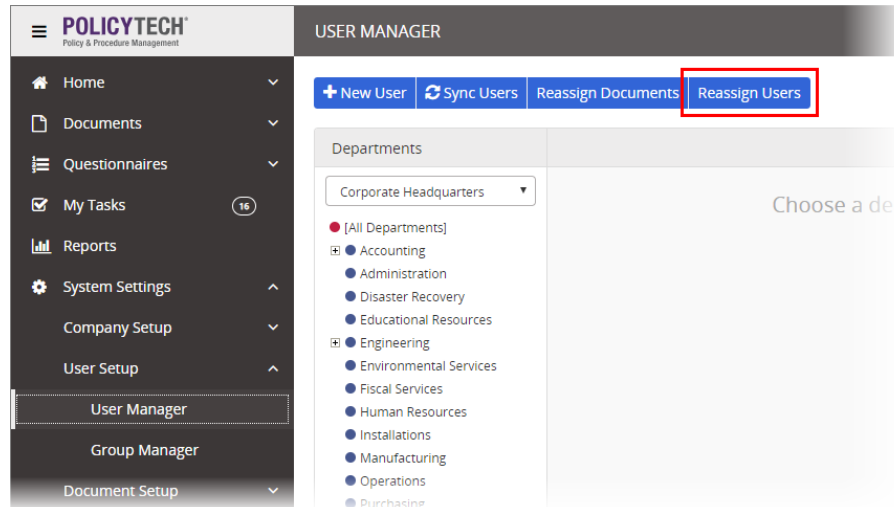 POLICYTECH®
Policy & Procedure Management
USER MANAGER
Home
Documents
Questionnaires
My Tasks 16
Reports
System Settings
Company Setup
User Setup
User Manager
Group Manager
Document Setup
New User Sync Users Reassign Documents Reassign Users
Departments
Corporate Headquarters
[All Departments]
Accounting
Administration
Disaster Recovery
Educational Resources
Engineering
Environmental Services
Fiscal Services
Human Resources
Installations
Manufacturing
Operations
Purchasing
Choose a de